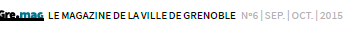 Gre.mag LE MAGAZINE DE LA VILLE DE GRENOBLE N°6 | SEP. | OCT. | 2015